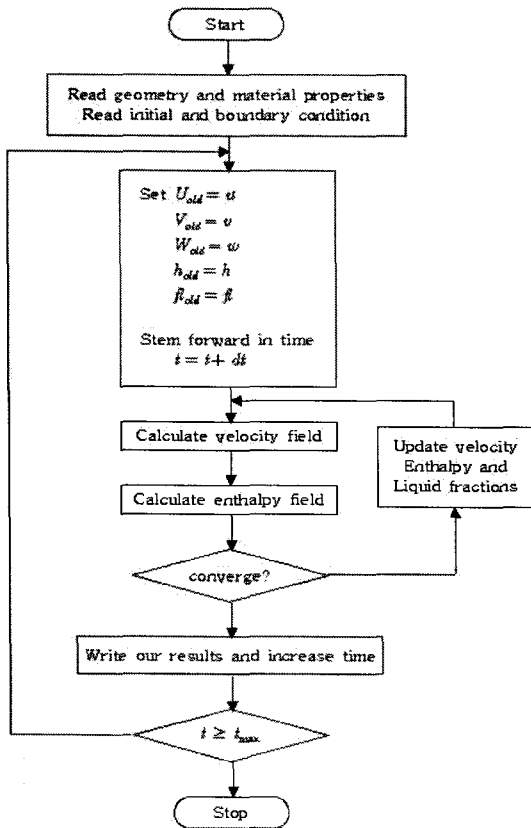 Start
Read geometry and material properties
Read initial and boundary condition
Set U_old = u
V_old = v
W_old = w
h_old = h
fl_old = fl
Stem forward in time
t = t + dt
Calculate velocity field
Update velocity
Enthalpy and
Liquid fractions
Calculate enthalpy field
converge?
Write our results and increase time
t ≥ t_max
Stop